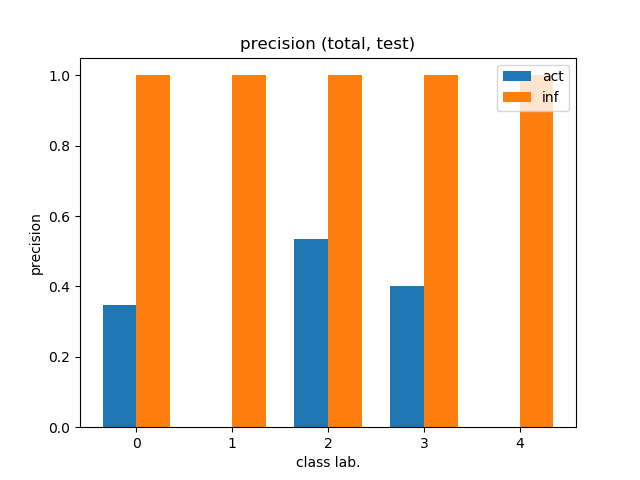 precision (total, test)
act
inf
precision
1.0
0.8
0.6
0.4
0.2
0.0
0 1 2 3 4
class lab.